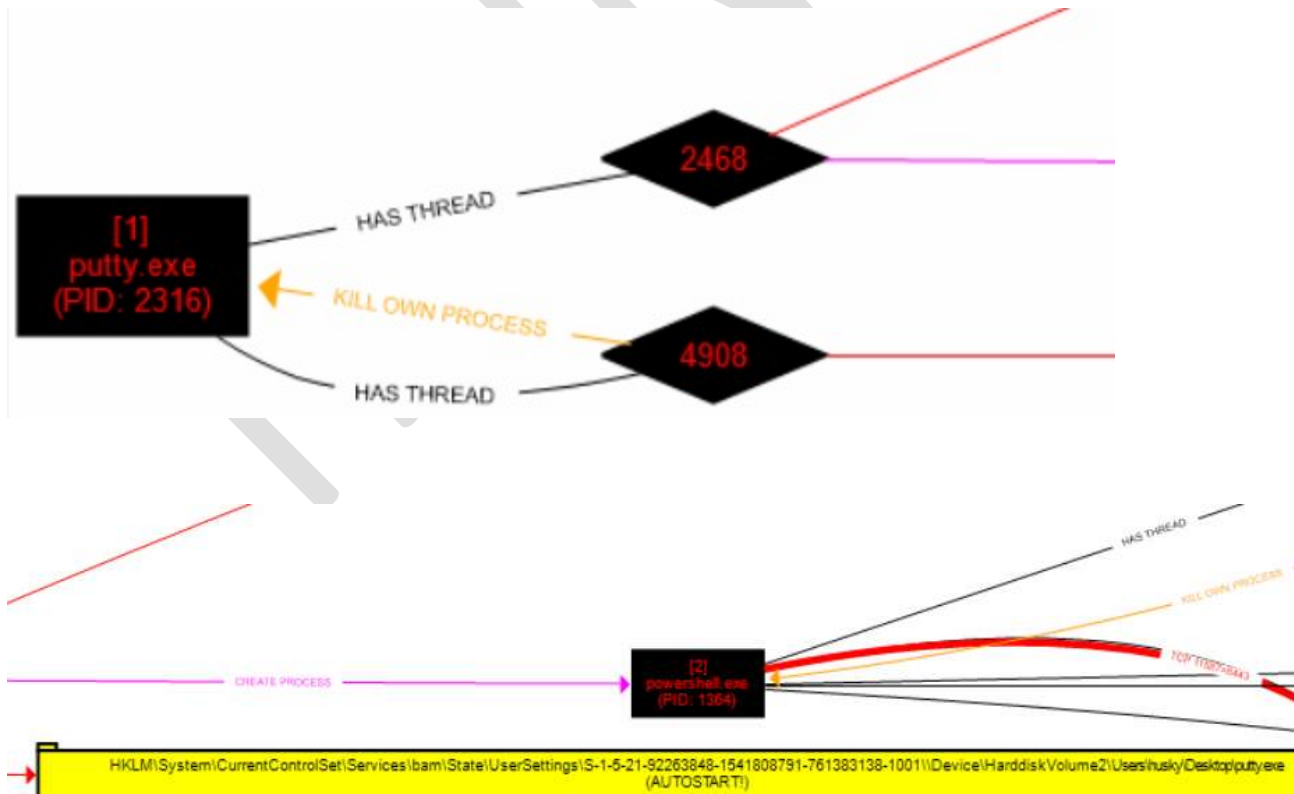 2468
HAS THREAD
[1]
putty.exe
(PID: 2316)
KILL OWN PROCESS
4908
HAS THREAD
HAS THREAD
KILL OWN PROCESS
[2]
powershell.exe
(PID: 1364)
CREATE PROCESS
HKLM\System\CurrentControlSet\Services\bam\State\UserSettings\S-1-5-21-92263848-1541808791-761383138-1001\\Device\HarddiskVolume2\Users\husky\Desktop\putty.exe
(AUTOSTART!)